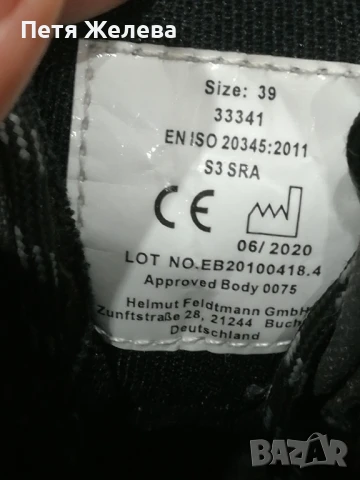 Петя Желева
Size: 39
33341
EN ISO 20345:2011
S3 SRA
CE
06/2020
LOT NO.EB20100418.4
Approved Body 0075
Helmut Feldtmann GmbH
Zunftstraße 28, 21244 Buch
Deutschland
BAZAR